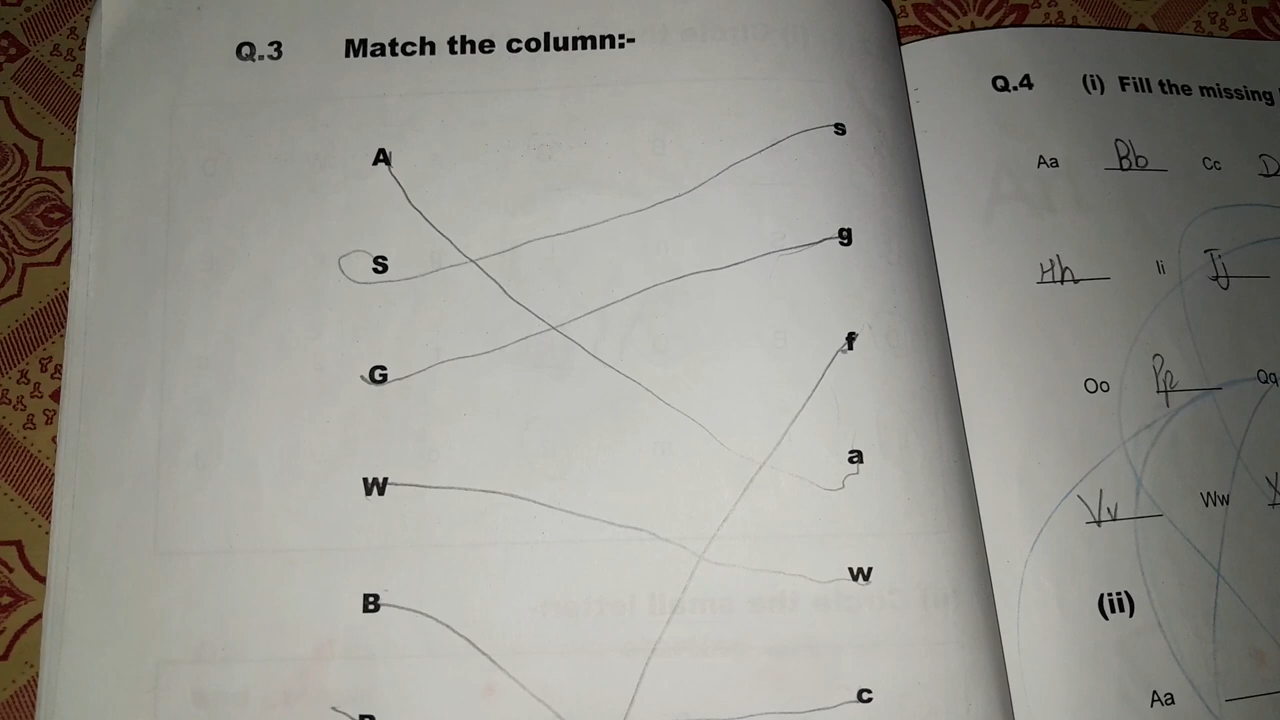 Q.3 Match the column:-
A s
S g
G f
W a
B w
c
Q.4 (i) Fill the missing
Aa Bb Cc D
Hh Ii Jj
Oo Pp Qq
Vv Ww
(ii)
Aa